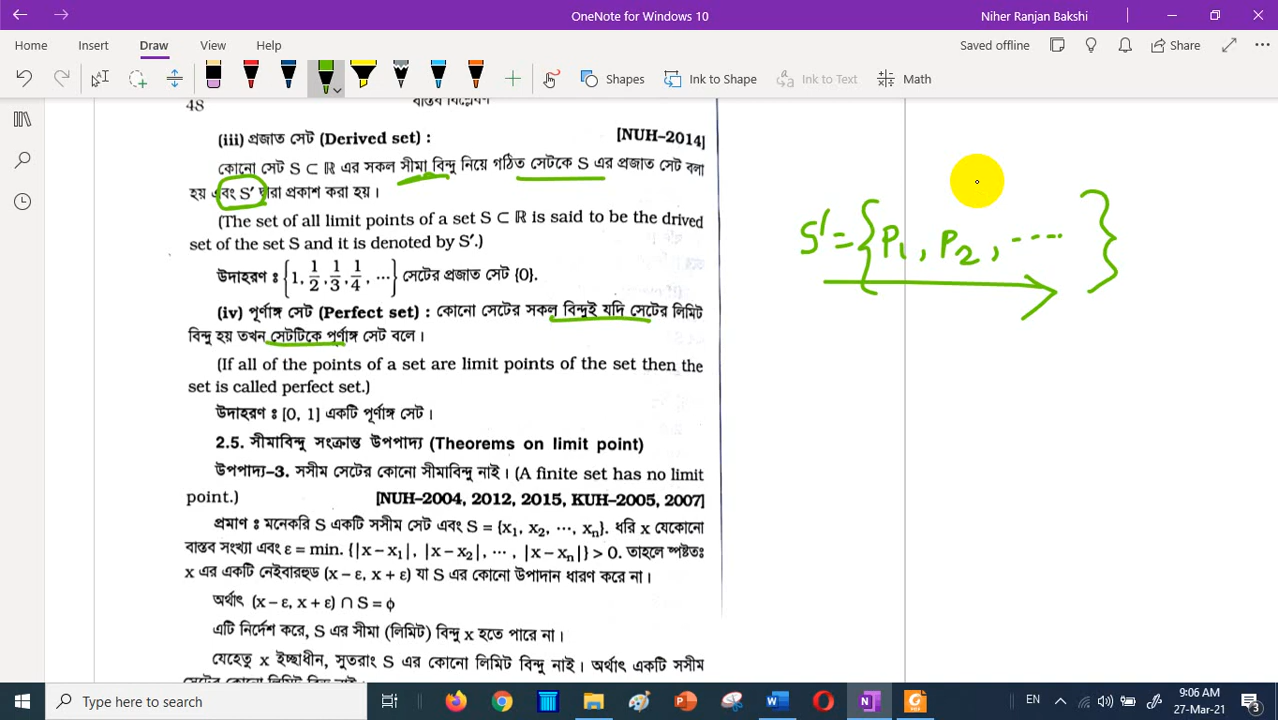 OneNote for Windows 10
Niher Ranjan Bakshi
Home Insert Draw View Help
Saved offline
Share
Shapes
Ink to Shape
Ink to Text
Math
48 বাস্তব বিশ্লেষণ
(iii) প্রজাত সেট (Derived set) : [NUH–2014]
কোনো সেট S ⊂ ℝ এর সকল সীমা বিন্দু নিয়ে গঠিত সেটকে S এর প্রজাত সেট বলা
হয় এবং S′ দ্বারা প্রকাশ করা হয়।
(The set of all limit points of a set S ⊂ ℝ is said to be the drived
set of the set S and it is denoted by S′.)
উদাহরণ : {1, 1/2, 1/3, 1/4, ⋯} সেটের প্রজাত সেট {0}.
(iv) পূর্ণাঙ্গ সেট (Perfect set) : কোনো সেটের সকল বিন্দুই যদি সেটের লিমিট
বিন্দু হয় তখন সেটটিকে পূর্ণাঙ্গ সেট বলে।
(If all of the points of a set are limit points of the set then the
set is called perfect set.)
উদাহরণ : [0, 1] একটি পূর্ণাঙ্গ সেট।
2.5. সীমাবিন্দু সংক্রান্ত উপপাদ্য (Theorems on limit point)
উপপাদ্য–3. সসীম সেটের কোনো সীমাবিন্দু নাই। (A finite set has no limit
point.) [NUH–2004, 2012, 2015, KUH–2005, 2007]
প্রমাণ : মনেকরি S একটি সসীম সেট এবং S = {x₁, x₂, ⋯, xₙ}. ধরি x যেকোনো
বাস্তব সংখ্যা এবং ε = min. {|x – x₁|, |x – x₂|, ⋯ , |x – xₙ|} > 0. তাহলে স্পষ্টতঃ
x এর একটি নেইবারহুড (x – ε, x + ε) যা S এর কোনো উপাদান ধারণ করে না।
অর্থাৎ (x – ε, x + ε) ∩ S = ϕ
এটি নির্দেশ করে, S এর সীমা (লিমিট) বিন্দু x হতে পারে না।
যেহেতু x ইচ্ছাধীন, সুতরাং S এর কোনো লিমিট বিন্দু নাই। অর্থাৎ একটি সসীম
সেটের কোনো লিমিট বিন্দু নাই।
S′ = {P₁, P₂, ⋯⋯}
Type here to search
EN
9:06 AM
27-Mar-21
3